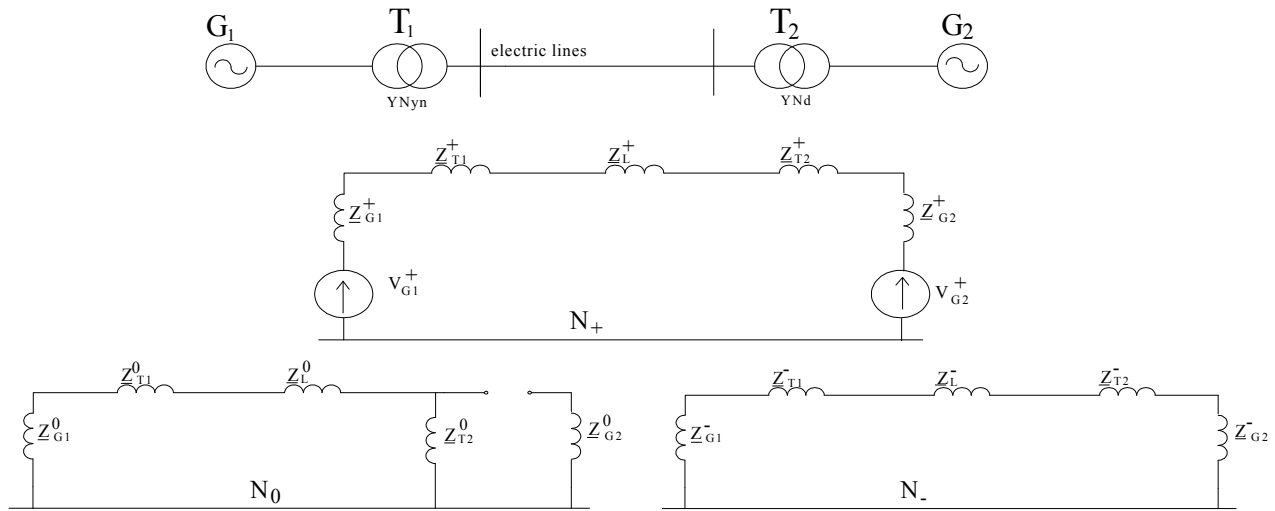 G1 T1 T2 G2
electric lines
YNyn YNd
Z+T1 Z+L Z+T2
Z+G1 Z+G2
V+G1 V+G2
N+
Z0T1 Z0L Z-T1 Z-L Z-T2
Z0G1 Z0T2 Z0G2 Z-G1 Z-G2
N0 N-